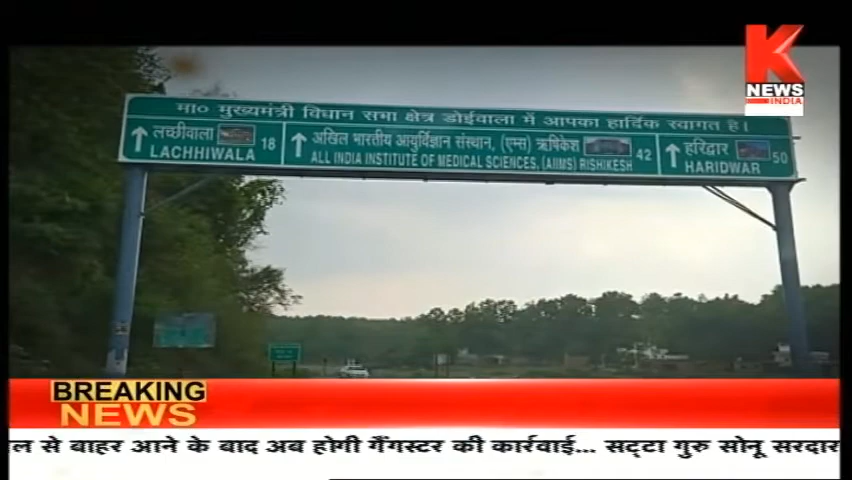 K
NEWS
INDIA
मा० मुख्यमंत्री विधान सभा क्षेत्र डोईवाला में आपका हार्दिक स्वागत है।
लच्छीवाला
LACHHIWALA 18
अखिल भारतीय आयुर्विज्ञान संस्थान, (एम्स) ऋषिकेश
ALL INDIA INSTITUTE OF MEDICAL SCIENCES, (AIIMS) RISHIKESH 42
हरिद्वार
HARIDWAR 50
BREAKING
NEWS
ल से बाहर आने के बाद अब होगी गैंगस्टर की कार्रवाई... सट्टा गुरु सोनू सरदार